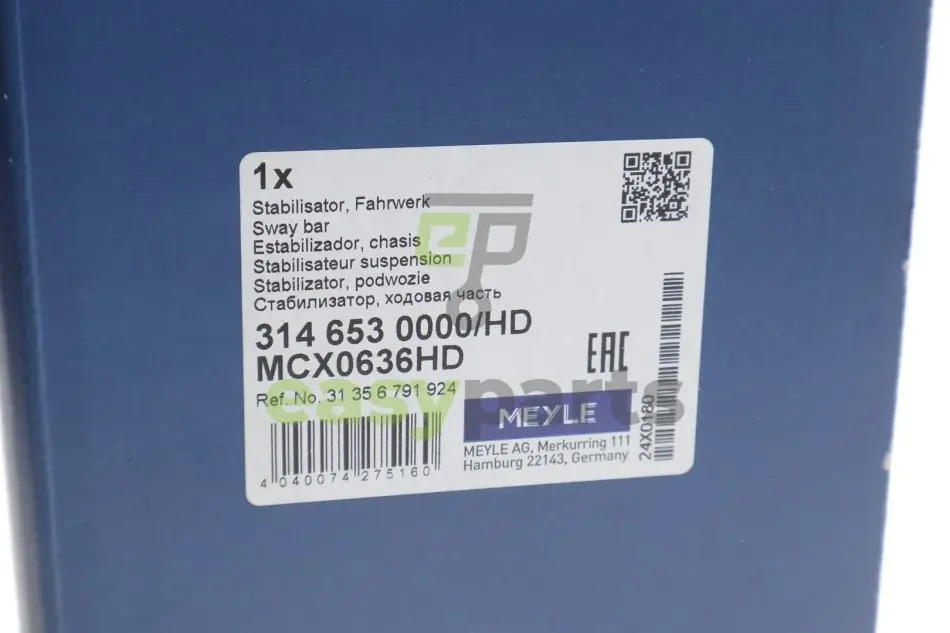 1x
Stabilisator, Fahrwerk
Sway bar
Estabilizador, chasis
Stabilisateur suspension
Stabilizator, podwozie
Стабилизатор, ходовая часть
314 653 0000/HD
MCX0636HD
EAC
Ref. No. 31 35 6 791 924
easyparts
MEYLE
MEYLE AG, Merkurring 111
Hamburg 22143, Germany
4 040074 275160
24X0180
ep